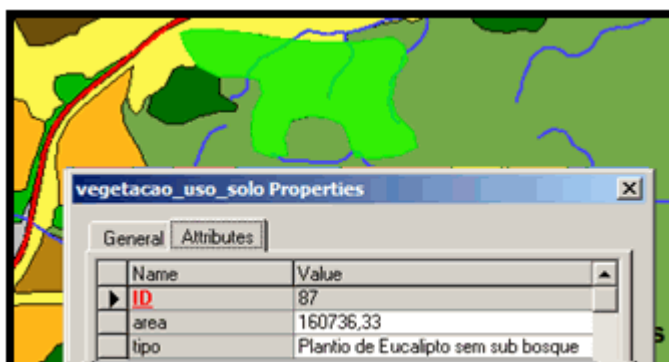 vegetacao_uso_solo Properties
General Attributes
Name Value
ID 87
area 160736,33
tipo Plantio de Eucalipto sem sub bosque
s